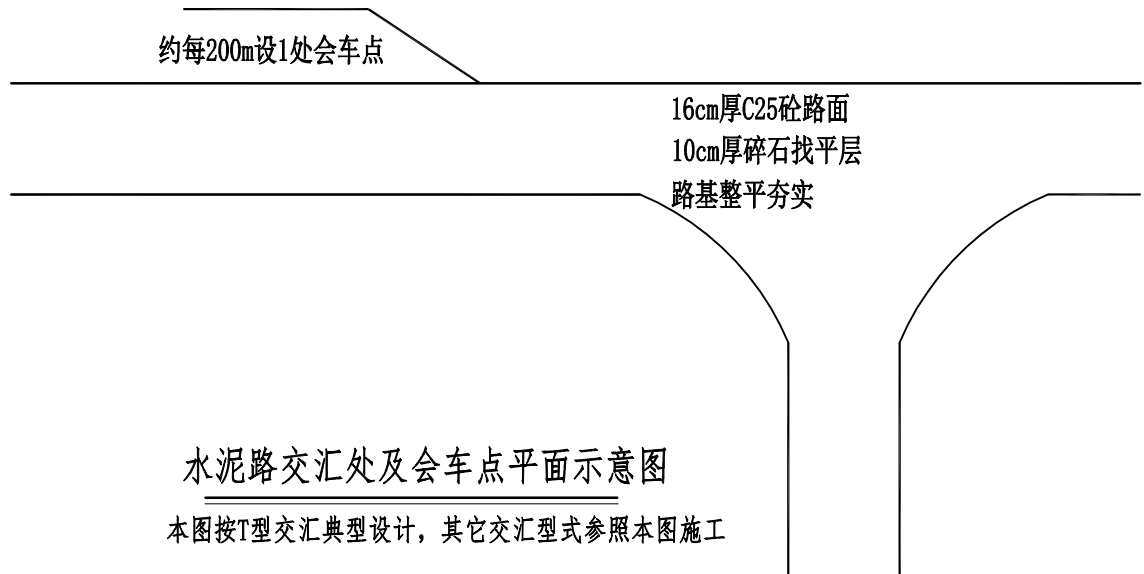 约每200m设1处会车点
16cm厚C25砼路面
10cm厚碎石找平层
路基整平夯实
水泥路交汇处及会车点平面示意图
本图按T型交汇典型设计，其它交汇型式参照本图施工